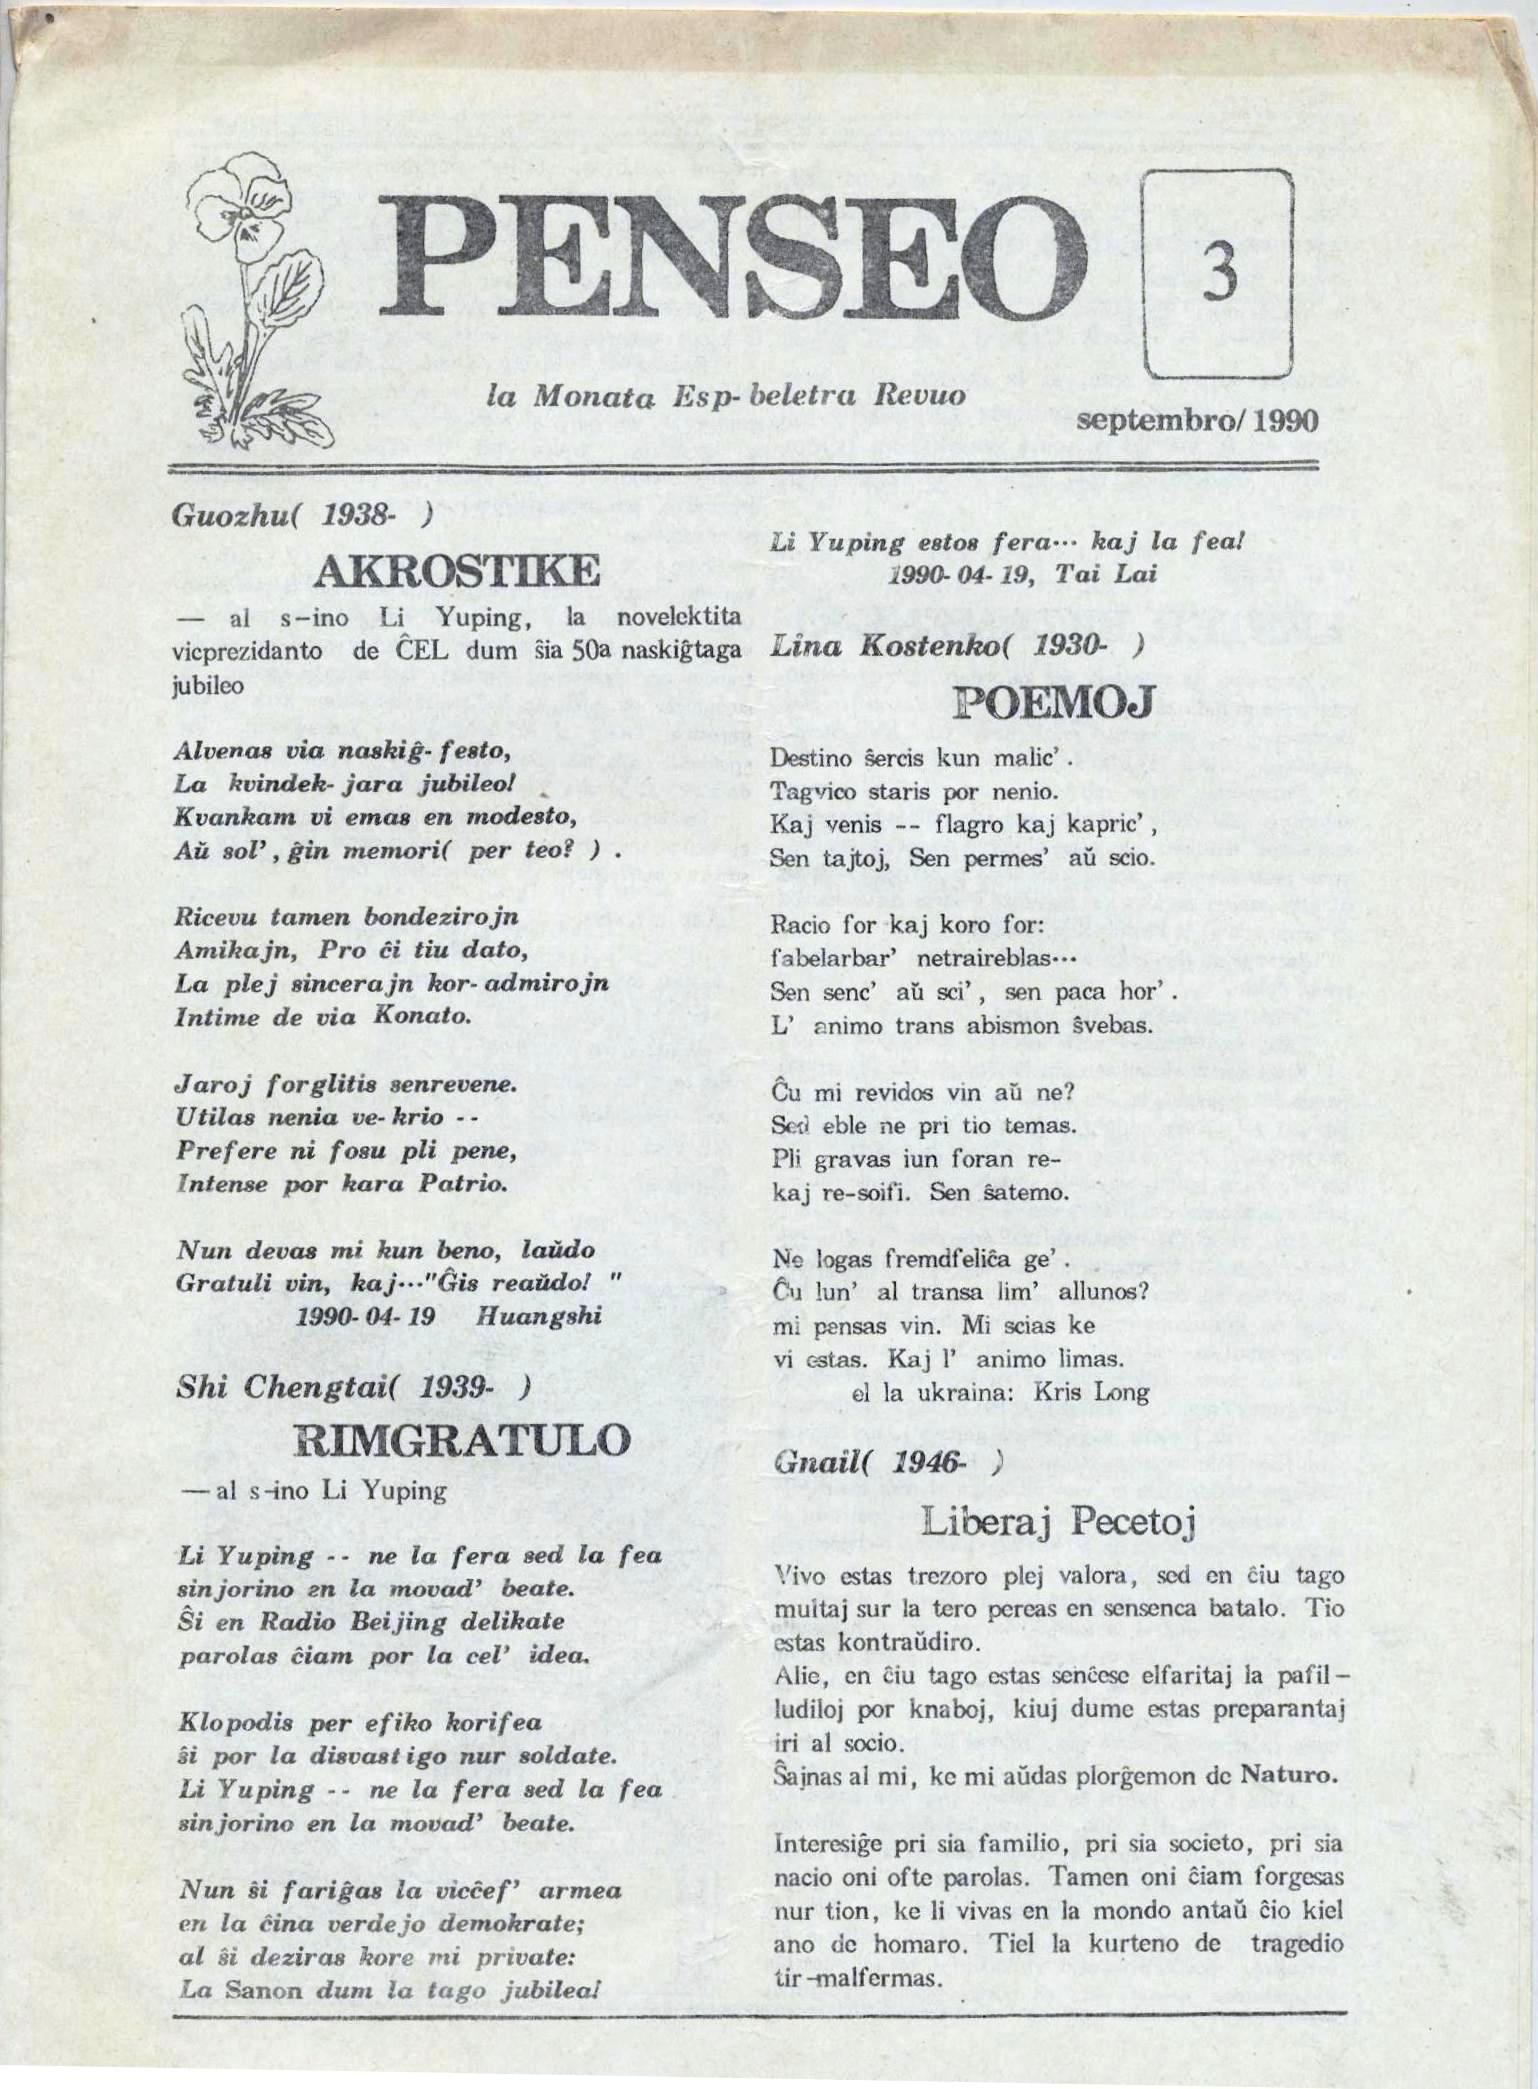 PENSEO
3
la Monata Esp-beletra Revuo
septembro/1990
Guozhu( 1938- )
AKROSTIKE
— al s-ino Li Yuping, la novelektita
vicprezidanto de ĈEL dum ŝia 50a naskiĝtaga
jubileo
Alvenas via naskiĝ-festo,
La kvindek-jara jubileo!
Kvankam vi emas en modesto,
Aŭ sol', ĝin memori( per teo? ) .
Ricevu tamen bondezirojn
Amikajn, Pro ĉi tiu dato,
La plej sincerajn kor-admirojn
Intime de via Konato.
Jaroj forglitis senrevene.
Utilas nenia ve-krio --
Prefere ni fosu pli pene,
Intense por kara Patrio.
Nun devas mi kun beno, laŭdo
Gratuli vin, kaj···"Ĝis reaŭdo! "
1990-04-19 Huangshi
Shi Chengtai( 1939- )
RIMGRATULO
— al s-ino Li Yuping
Li Yuping -- ne la fera sed la fea
sinjorino en la movad' beate.
Ŝi en Radio Beijing delikate
parolas ĉiam por la cel' idea.
Klopodis per efiko korifea
ŝi por la disvastigo nur soldate.
Li Yuping -- ne la fera sed la fea
sinjorino en la movad' beate.
Nun ŝi fariĝas la vicĉef' armea
en la ĉina verdejo demokrate;
al ŝi deziras kore mi private:
La Sanon dum la tago jubilea!
Li Yuping estos fera··· kaj la fea!
1990-04-19, Tai Lai
Lina Kostenko( 1930- )
POEMOJ
Destino ŝercis kun malic' .
Tagvico staris por nenio.
Kaj venis -- flagro kaj kapric' ,
Sen tajtoj, Sen permes' aŭ scio.
Racio for kaj koro for:
fabelarbar' netraireblas···
Sen senc' aŭ sci' , sen paca hor' .
L' animo trans abismon ŝvebas.
Ĉu mi revidos vin aŭ ne?
Sed eble ne pri tio temas.
Pli gravas iun foran re-
kaj re-soifi. Sen ŝatemo.
Ne logas fremdfeliĉa ge' .
Ĉu lun' al transa lim' allunos?
mi pensas vin. Mi scias ke
vi estas. Kaj l' animo limas.
el la ukraina: Kris Long
Gnail( 1946- )
Liberaj Pecetoj
Vivo estas trezoro plej valora, sed en ĉiu tago
multaj sur la tero pereas en sensenca batalo. Tio
estas kontraŭdiro.
Alie, en ĉiu tago estas senĉese elfaritaj la pafil-
ludiloj por knaboj, kiuj dume estas preparantaj
iri al socio.
Ŝajnas al mi, ke mi aŭdas plorĝemon de Naturo.
Interesiĝe pri sia familio, pri sia societo, pri sia
nacio oni ofte parolas. Tamen oni ĉiam forgesas
nur tion, ke li vivas en la mondo antaŭ ĉio kiel
ano de homaro. Tiel la kurteno de tragedio
tir-malfermas.